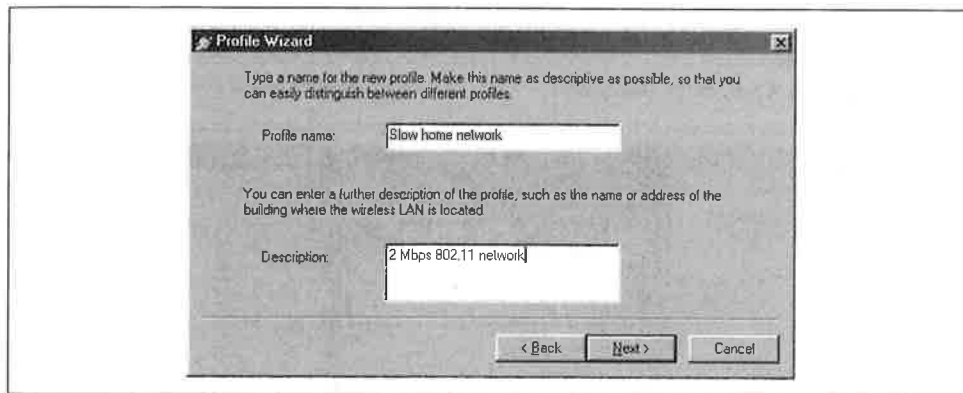 Profile Wizard
Type a name for the new profile. Make this name as descriptive as possible, so that you
can easily distinguish between different profiles.
Profile name:
Slow home network
You can enter a further description of the profile, such as the name or address of the
building where the wireless LAN is located
Description:
2 Mbps 802.11 network
< Back
Next >
Cancel